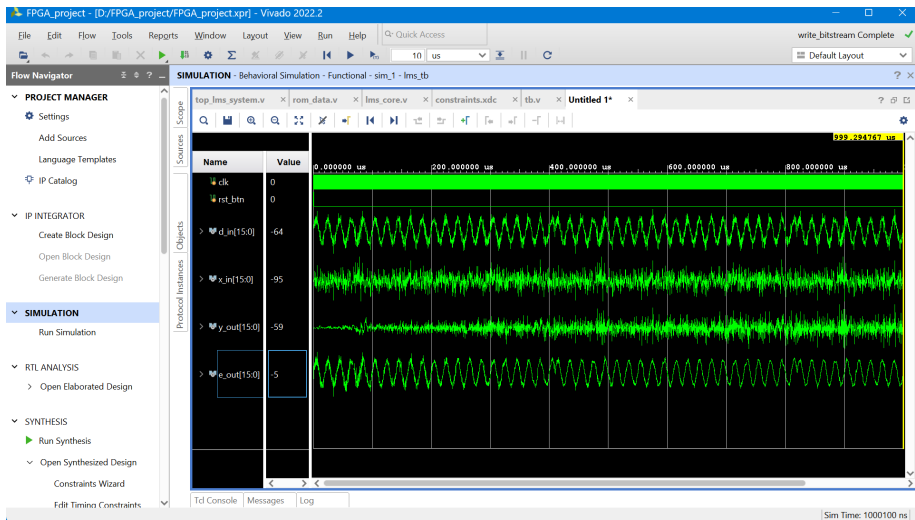 FPGA_project - [D:/FPGA_project/FPGA_project.xpr] - Vivado 2022.2
File Edit Flow Tools Reports Window Layout View Run Help Q- Quick Access write_bitstream Complete
10 us Default Layout
Flow Navigator SIMULATION - Behavioral Simulation - Functional - sim_1 - lms_tb
PROJECT MANAGER
Settings
Add Sources
Language Templates
IP Catalog
IP INTEGRATOR
Create Block Design
Open Block Design
Generate Block Design
SIMULATION
Run Simulation
RTL ANALYSIS
Open Elaborated Design
SYNTHESIS
Run Synthesis
Open Synthesized Design
Constraints Wizard
Edit Timing Constraints
Scope
Sources
Objects
Protocol Instances
top_lms_system.v rom_data.v lms_core.v constraints.xdc tb.v Untitled 1*
999.294767 us
Name Value 0.000000 us 200.000000 us 400.000000 us 600.000000 us 800.000000 us
clk 0
rst_btn 0
d_in[15:0] -64
x_in[15:0] -95
y_out[15:0] -59
e_out[15:0] -5
Tcl Console Messages Log
Sim Time: 1000100 ns